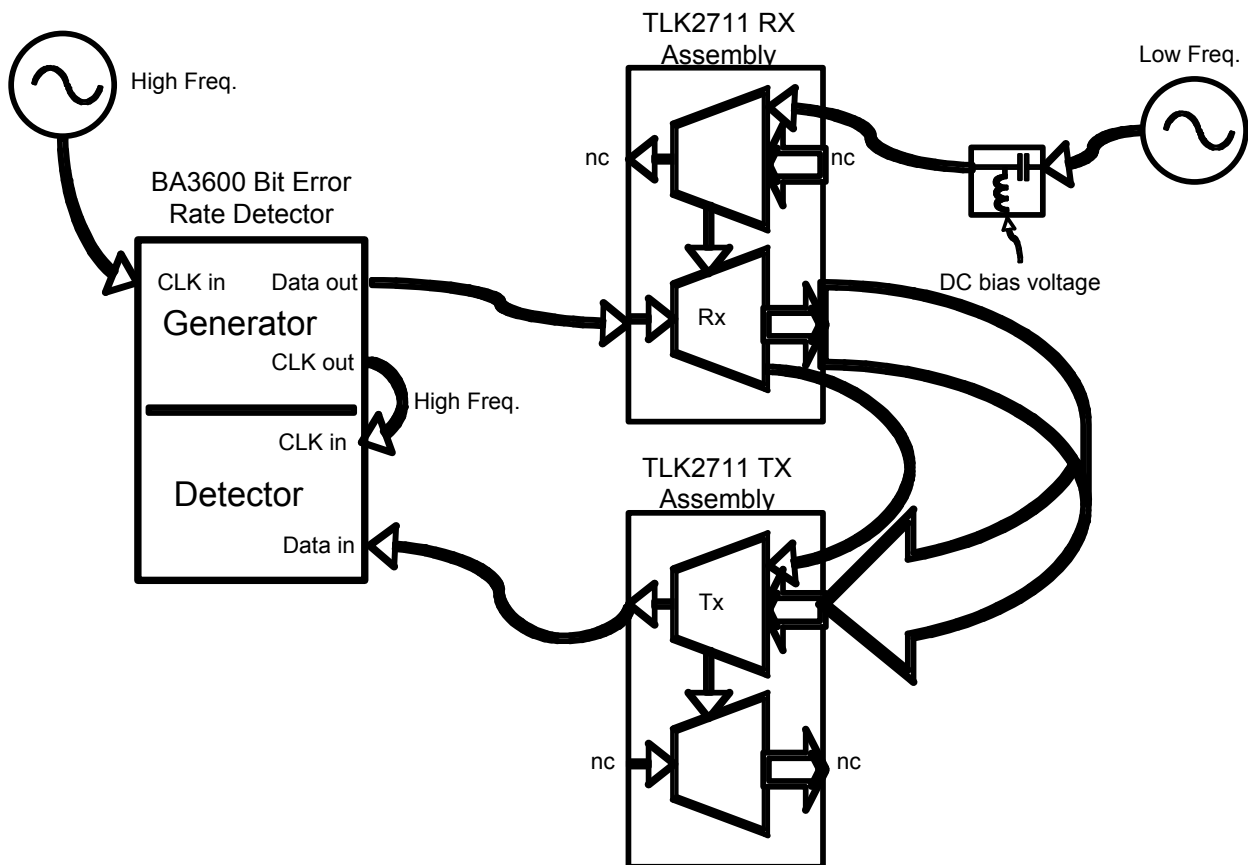 TLK2711 RX
Assembly
High Freq.
Low Freq.
nc
nc
BA3600 Bit Error
Rate Detector
CLK in
Data out
DC bias voltage
Generator
Rx
CLK out
High Freq.
CLK in
TLK2711 TX
Assembly
Detector
Data in
Tx
nc
nc